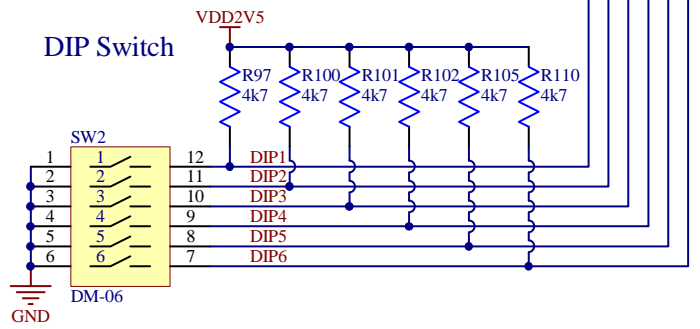 VDD2V5
DIP Switch
R97 R100 R101 R102 R105 R110
4k7 4k7 4k7 4k7 4k7 4k7
SW2
1 1 12 DIP1
2 2 11 DIP2
3 3 10 DIP3
4 4 9 DIP4
5 5 8 DIP5
6 6 7 DIP6
DM-06
GND